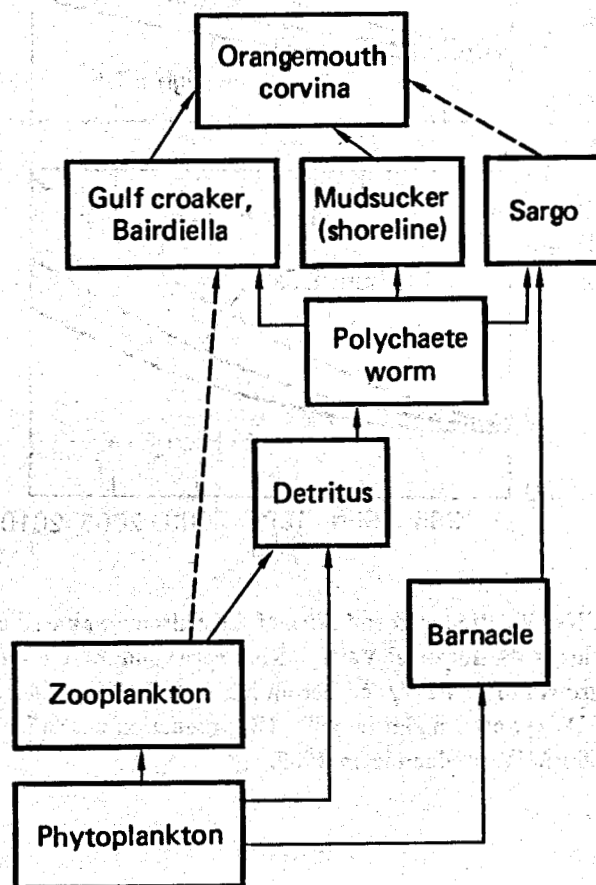 Orangemouth
corvina
Gulf croaker,
Bairdiella
Mudsucker
(shoreline)
Sargo
Polychaete
worm
Detritus
Barnacle
Zooplankton
Phytoplankton